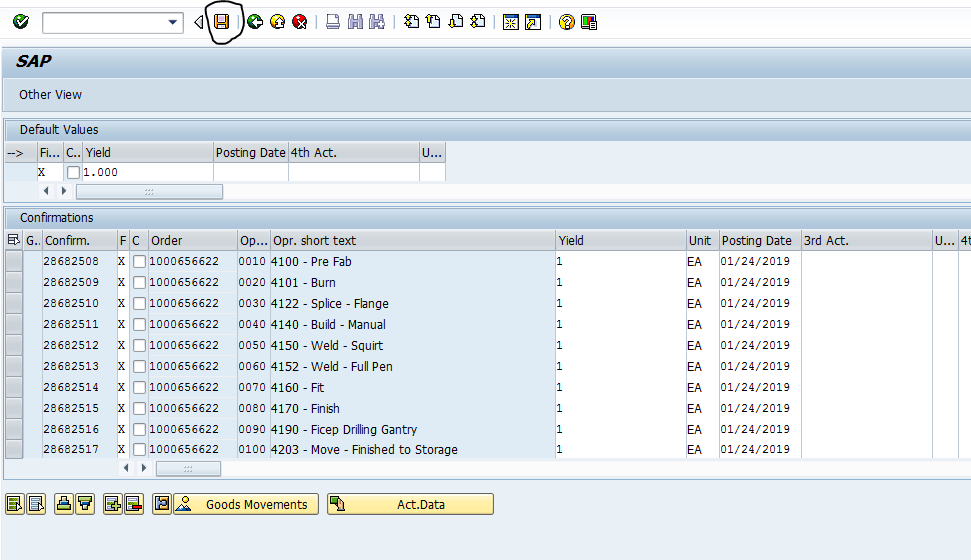 SAP
Other View
Default Values
--> Fi... C.. Yield Posting Date 4th Act. U...
X 1.000
Confirmations
G.. Confirm. F C Order Op... Opr. short text Yield Unit Posting Date 3rd Act. U... 4t
28682508 X 1000656622 0010 4100 - Pre Fab 1 EA 01/24/2019
28682509 X 1000656622 0020 4101 - Burn 1 EA 01/24/2019
28682510 X 1000656622 0030 4122 - Splice - Flange 1 EA 01/24/2019
28682511 X 1000656622 0040 4140 - Build - Manual 1 EA 01/24/2019
28682512 X 1000656622 0050 4150 - Weld - Squirt 1 EA 01/24/2019
28682513 X 1000656622 0060 4152 - Weld - Full Pen 1 EA 01/24/2019
28682514 X 1000656622 0070 4160 - Fit 1 EA 01/24/2019
28682515 X 1000656622 0080 4170 - Finish 1 EA 01/24/2019
28682516 X 1000656622 0090 4190 - Ficep Drilling Gantry 1 EA 01/24/2019
28682517 X 1000656622 0100 4203 - Move - Finished to Storage 1 EA 01/24/2019
Goods Movements Act.Data